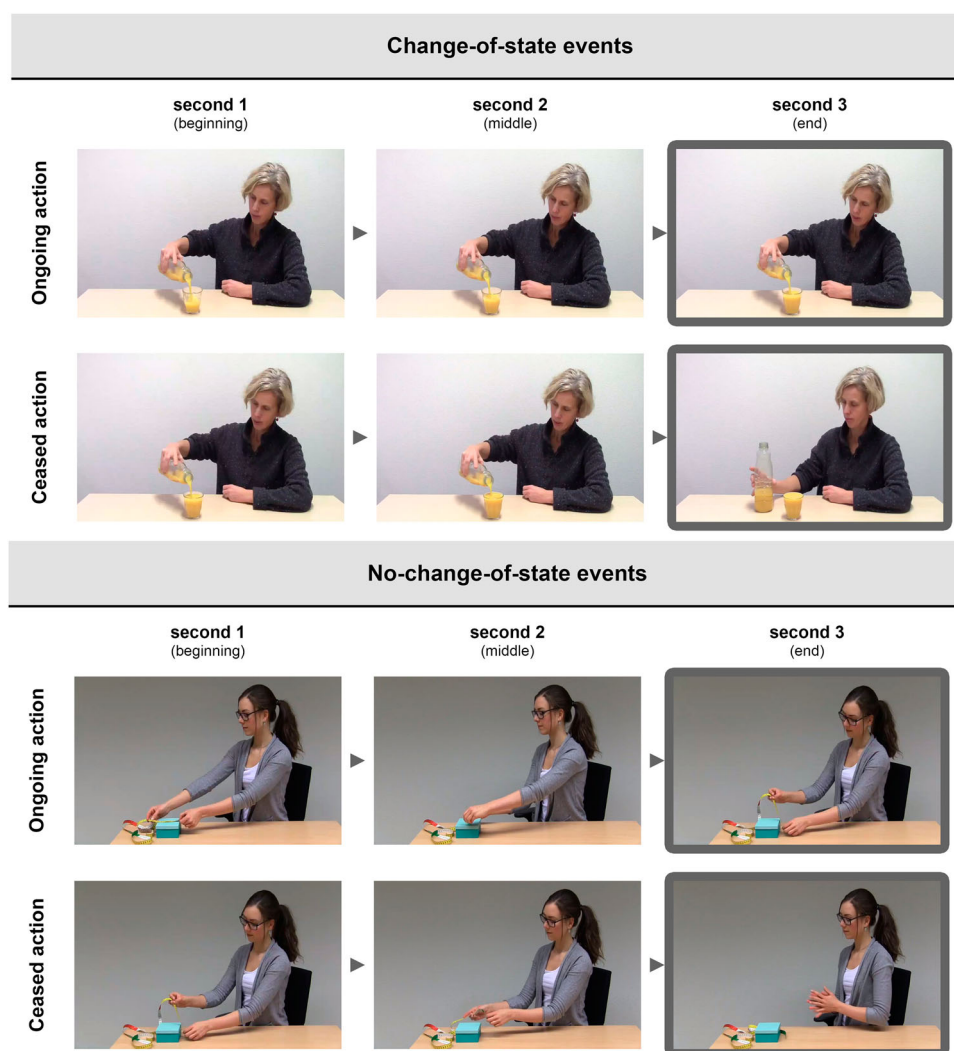 Change-of-state events
second 1 second 2 second 3
(beginning) (middle) (end)
Ongoing action
Ceased action
No-change-of-state events
second 1 second 2 second 3
(beginning) (middle) (end)
Ongoing action
Ceased action